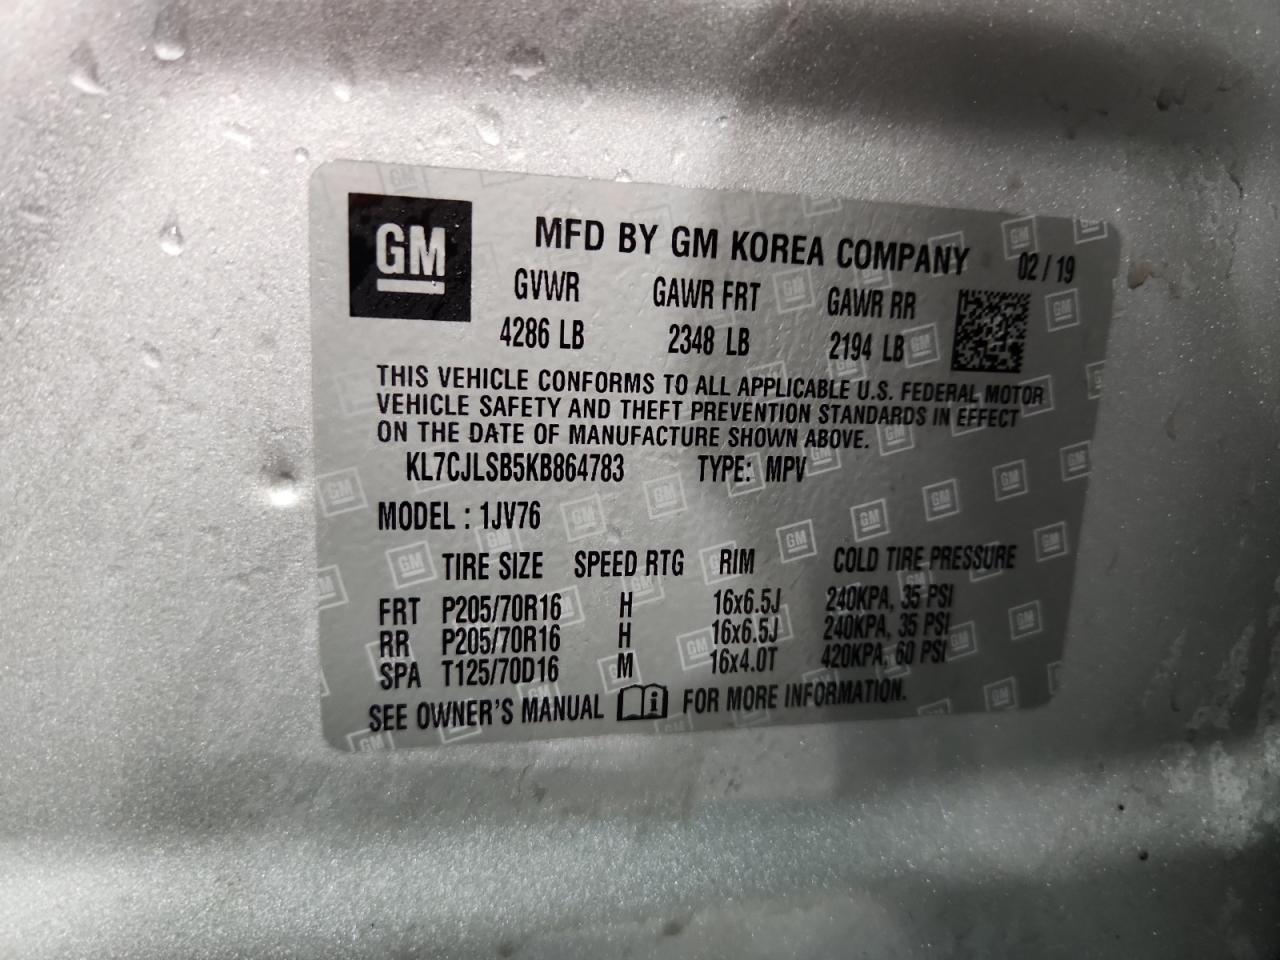 GM
MFD BY GM KOREA COMPANY 02/19
GVWR GAWR FRT GAWR RR
4286 LB 2348 LB 2194 LB
THIS VEHICLE CONFORMS TO ALL APPLICABLE U.S. FEDERAL MOTOR
VEHICLE SAFETY AND THEFT PREVENTION STANDARDS IN EFFECT
ON THE DATE OF MANUFACTURE SHOWN ABOVE.
KL7CJLSB5KB864783 TYPE: MPV
MODEL : 1JV76
TIRE SIZE SPEED RTG RIM COLD TIRE PRESSURE
FRT P205/70R16 H 16x6.5J 240KPA, 35 PSI
RR P205/70R16 H 16x6.5J 240KPA, 35 PSI
SPA T125/70D16 M 16x4.0T 420KPA, 60 PSI
SEE OWNER'S MANUAL i FOR MORE INFORMATION.